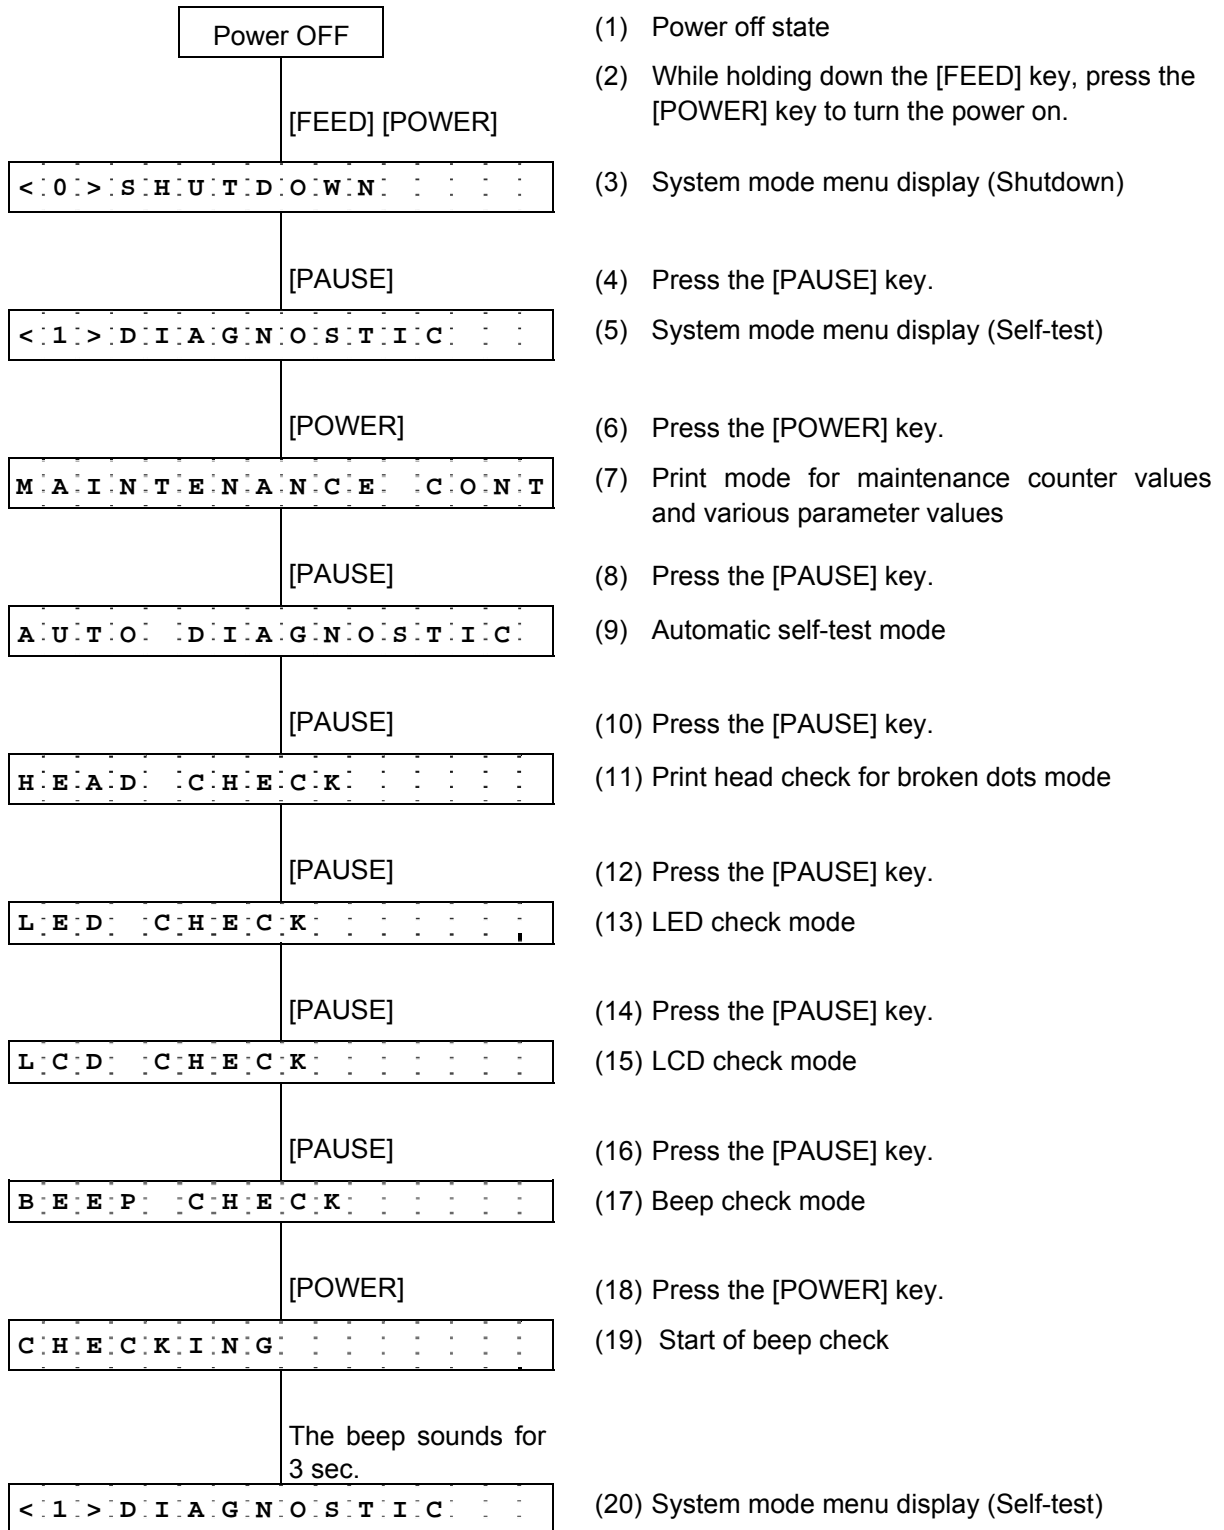 Power OFF
(1) Power off state
(2) While holding down the [FEED] key, press the
[POWER] key to turn the power on.
[FEED] [POWER]
<0>SHUTDOWN
(3) System mode menu display (Shutdown)
[PAUSE]
(4) Press the [PAUSE] key.
<1>DIAGNOSTIC
(5) System mode menu display (Self-test)
[POWER]
(6) Press the [POWER] key.
MAINTENANCE CONT
(7) Print mode for maintenance counter values
and various parameter values
[PAUSE]
(8) Press the [PAUSE] key.
AUTO DIAGNOSTIC
(9) Automatic self-test mode
[PAUSE]
(10) Press the [PAUSE] key.
HEAD CHECK
(11) Print head check for broken dots mode
[PAUSE]
(12) Press the [PAUSE] key.
LED CHECK
(13) LED check mode
[PAUSE]
(14) Press the [PAUSE] key.
LCD CHECK
(15) LCD check mode
[PAUSE]
(16) Press the [PAUSE] key.
BEEP CHECK
(17) Beep check mode
[POWER]
(18) Press the [POWER] key.
CHECKING
(19) Start of beep check
The beep sounds for
3 sec.
<1>DIAGNOSTIC
(20) System mode menu display (Self-test)